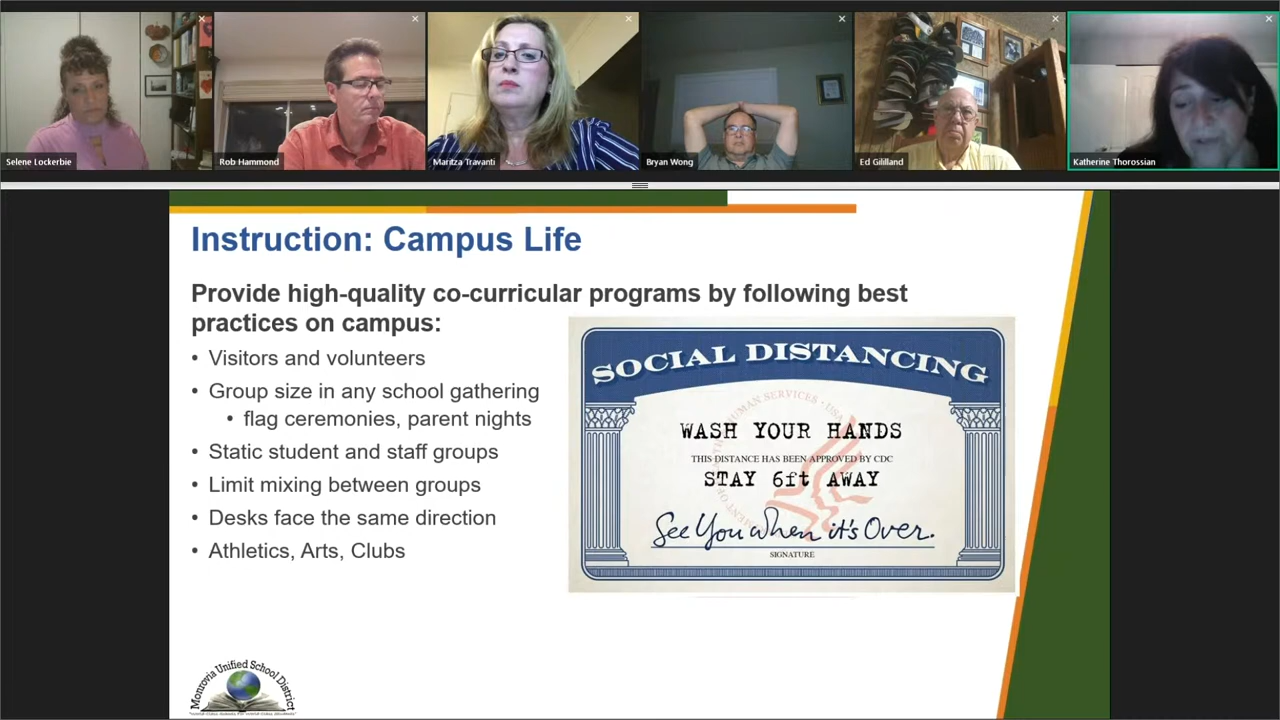 Selene Lockerbie
Rob Hammond
Maritza Travanti
Bryan Wong
Ed Gililland
Katherine Thorossian
Instruction: Campus Life
Provide high-quality co-curricular programs by following best
practices on campus:
• Visitors and volunteers
• Group size in any school gathering
• flag ceremonies, parent nights
• Static student and staff groups
• Limit mixing between groups
• Desks face the same direction
• Athletics, Arts, Clubs
SOCIAL DISTANCING
HUMAN SERVICES · USA
WASH YOUR HANDS
THIS DISTANCE HAS BEEN APPROVED BY CDC
STAY 6ft AWAY
See You when it's Over.
SIGNATURE
Monrovia Unified School District